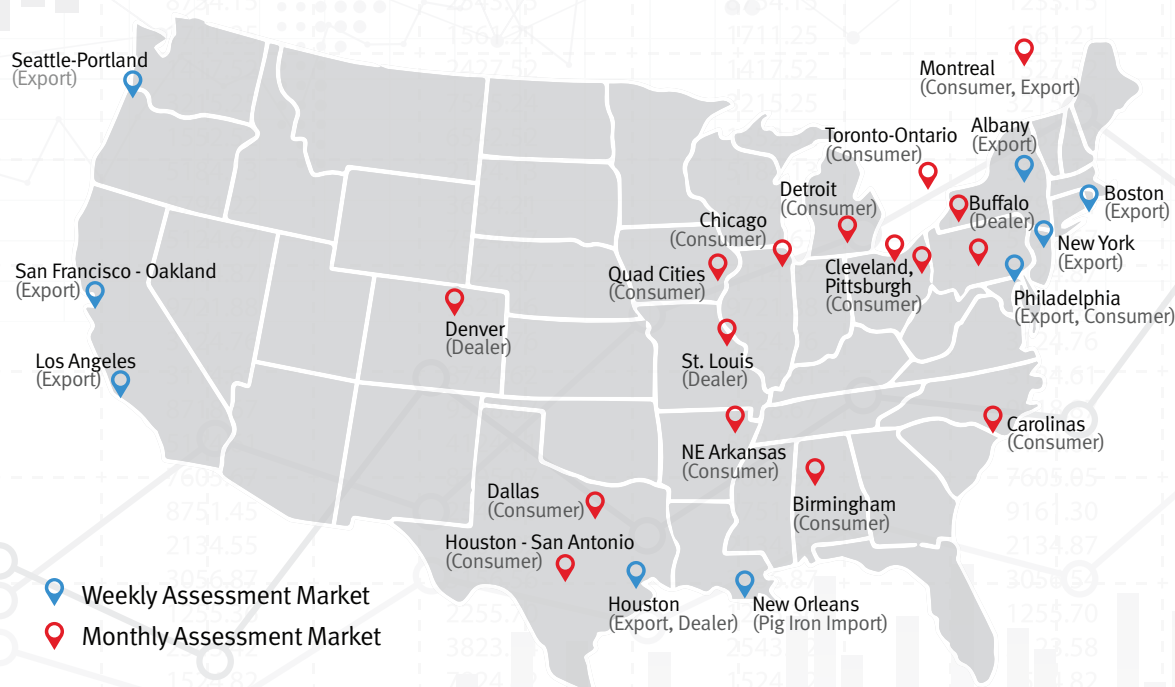 Seattle-Portland
(Export)
Montreal
(Consumer, Export)
Toronto-Ontario
(Consumer)
Albany
(Export)
Detroit
(Consumer)
Boston
(Export)
Buffalo
(Dealer)
Chicago
(Consumer)
New York
(Export)
San Francisco - Oakland
(Export)
Quad Cities
(Consumer)
Cleveland,
Pittsburgh
(Consumer)
Philadelphia
(Export, Consumer)
Denver
(Dealer)
Los Angeles
(Export)
St. Louis
(Dealer)
Carolinas
(Consumer)
NE Arkansas
(Consumer)
Dallas
(Consumer)
Birmingham
(Consumer)
Houston - San Antonio
(Consumer)
Houston
(Export, Dealer)
New Orleans
(Pig Iron Import)
Weekly Assessment Market
Monthly Assessment Market